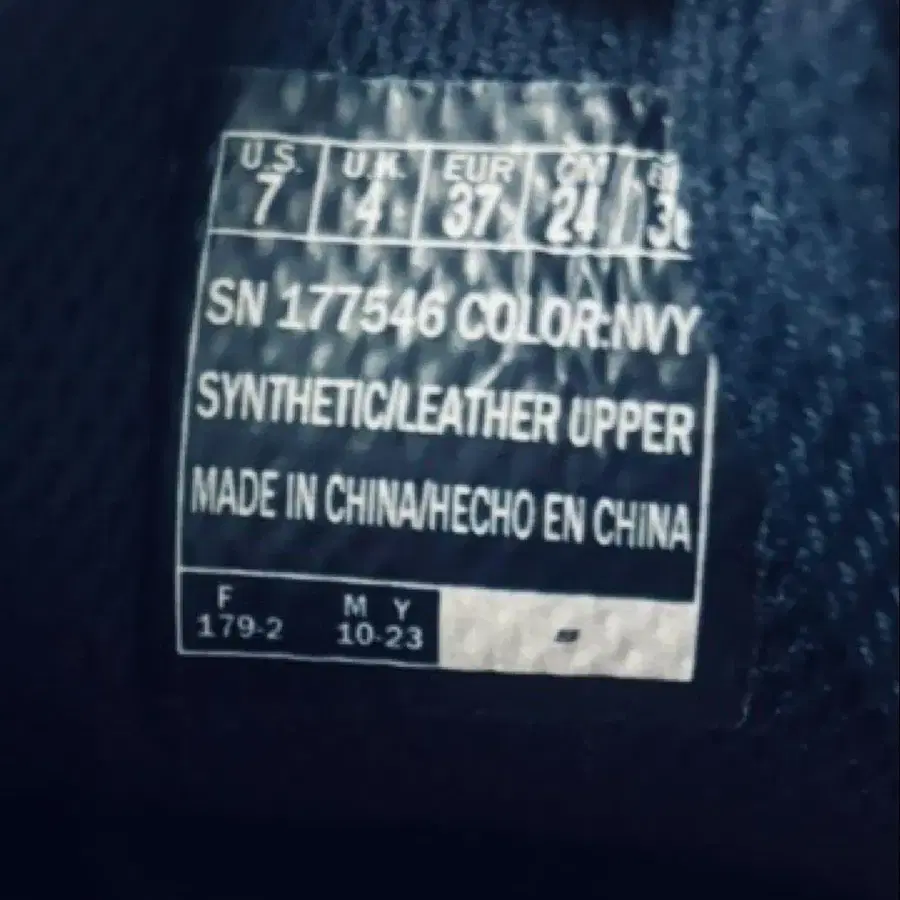 U.S. U.K. EUR CM
7 4 37 24
SN 177546 COLOR:NVY
SYNTHETIC/LEATHER UPPER
MADE IN CHINA/HECHO EN CHINA
F M Y
179-2 10-23